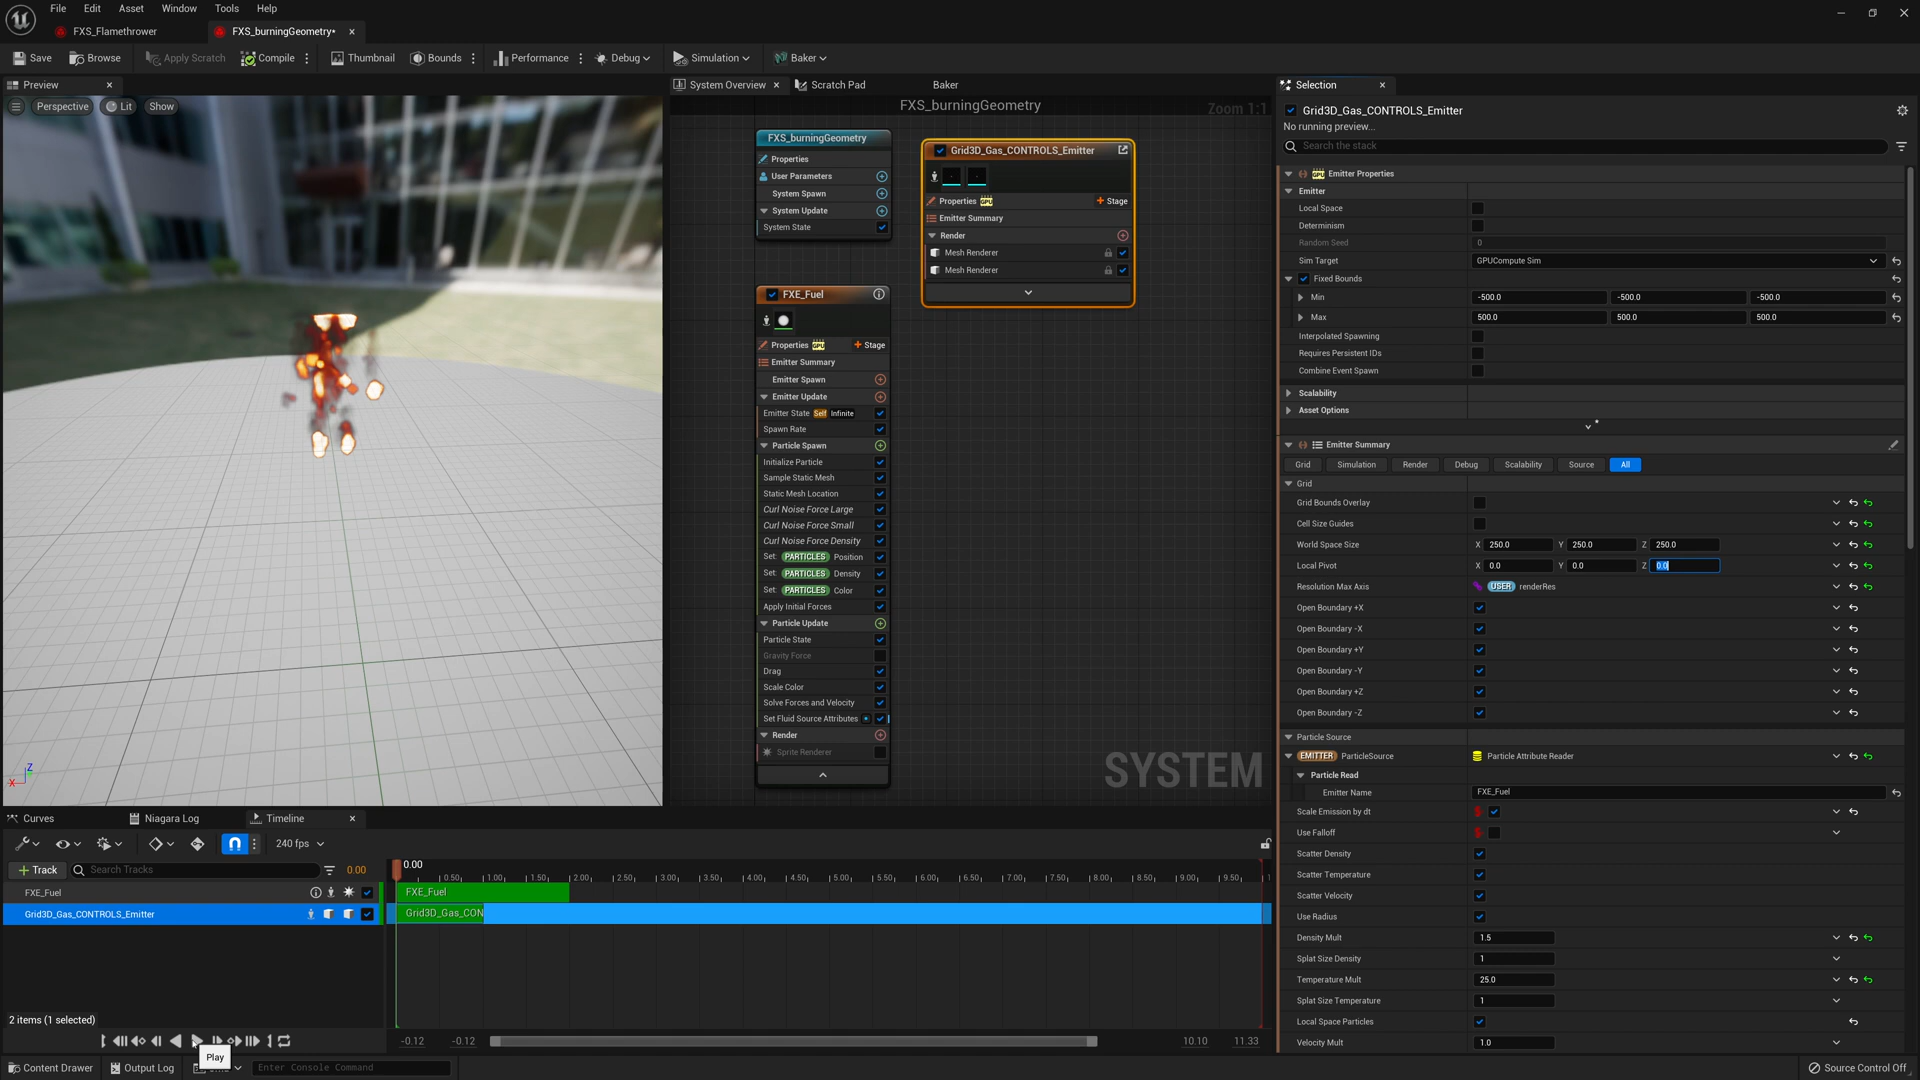 File Edit Asset Window Tools Help
FXS_Flamethrower
FXS_burningGeometry*
Save Browse Apply Scratch Compile Thumbnail Bounds Performance Debug Simulation Baker
Preview
Perspective Lit Show
Z
X
System Overview Scratch Pad Baker
FXS_burningGeometry
Zoom 1:1
FXS_burningGeometry
Properties
User Parameters
System Spawn
System Update
System State
Grid3D_Gas_CONTROLS_Emitter
Properties GPU Stage
Emitter Summary
Render
Mesh Renderer
Mesh Renderer
FXE_Fuel
Properties GPU Stage
Emitter Summary
Emitter Spawn
Emitter Update
Emitter State Self Infinite
Spawn Rate
Particle Spawn
Initialize Particle
Sample Static Mesh
Static Mesh Location
Curl Noise Force Large
Curl Noise Force Small
Curl Noise Force Density
Set: PARTICLES Position
Set: PARTICLES Density
Set: PARTICLES Color
Apply Initial Forces
Particle Update
Particle State
Gravity Force
Drag
Scale Color
Solve Forces and Velocity
Set Fluid Source Attributes
Render
Sprite Renderer
SYSTEM
Selection
Grid3D_Gas_CONTROLS_Emitter
No running preview...
Search the stack
GPU Emitter Properties
Emitter
Local Space
Determinism
Random Seed 0
Sim Target GPUCompute Sim
Fixed Bounds
Min -500.0 -500.0 -500.0
Max 500.0 500.0 500.0
Interpolated Spawning
Requires Persistent IDs
Combine Event Spawn
Scalability
Asset Options
Emitter Summary
Grid Simulation Render Debug Scalability Source All
Grid
Grid Bounds Overlay
Cell Size Guides
World Space Size X 250.0 Y 250.0 Z 250.0
Local Pivot X 0.0 Y 0.0 Z 0.0
Resolution Max Axis USER renderRes
Open Boundary +X
Open Boundary -X
Open Boundary +Y
Open Boundary -Y
Open Boundary +Z
Open Boundary -Z
Particle Source
EMITTER ParticleSource Particle Attribute Reader
Particle Read
Emitter Name FXE_Fuel
Scale Emission by dt
Use Falloff
Scatter Density
Scatter Temperature
Scatter Velocity
Use Radius
Density Mult 1.5
Splat Size Density 1
Temperature Mult 25.0
Splat Size Temperature 1
Local Space Particles
Velocity Mult 1.0
Curves Niagara Log Timeline
240 fps
Track Search Tracks 0.00
0.00
0.50 1.00 1.50 2.00 2.50 3.00 3.50 4.00 4.50 5.00 5.50 6.00 6.50 7.00 7.50 8.00 8.50 9.00 9.50 1
FXE_Fuel
FXE_Fuel
Grid3D_Gas_CONTROLS_Emitter
Grid3D_Gas_CON
2 items (1 selected)
-0.12 -0.12 10.10 11.33
Play
Content Drawer Output Log Enter Console Command Source Control Off